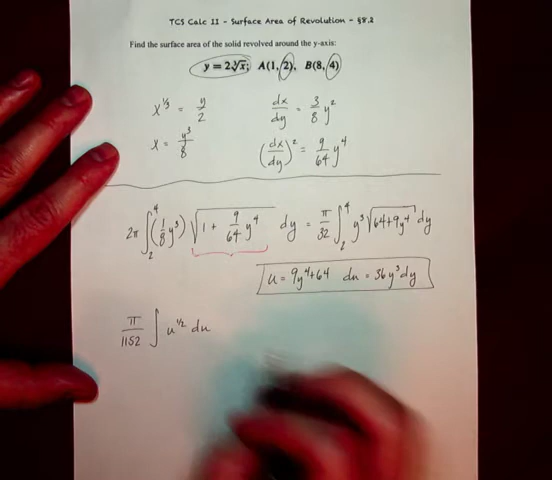 TCS Calc II - Surface Area of Revolution - §8.2
Find the surface area of the solid revolved around the y-axis:
y = 2∛x; A(1, 2), B(8, 4)
x^(1/3) = y/2 dx/dy = 3/8 y²
x = y³/8 (dx/dy)² = 9/64 y⁴
2π ∫₂⁴ (1/8 y³) √(1 + 9/64 y⁴) dy = π/32 ∫₂⁴ y³ √(64+9y⁴) dy
u = 9y⁴+64 du = 36y³dy
π/1152 ∫ u^(1/2) du